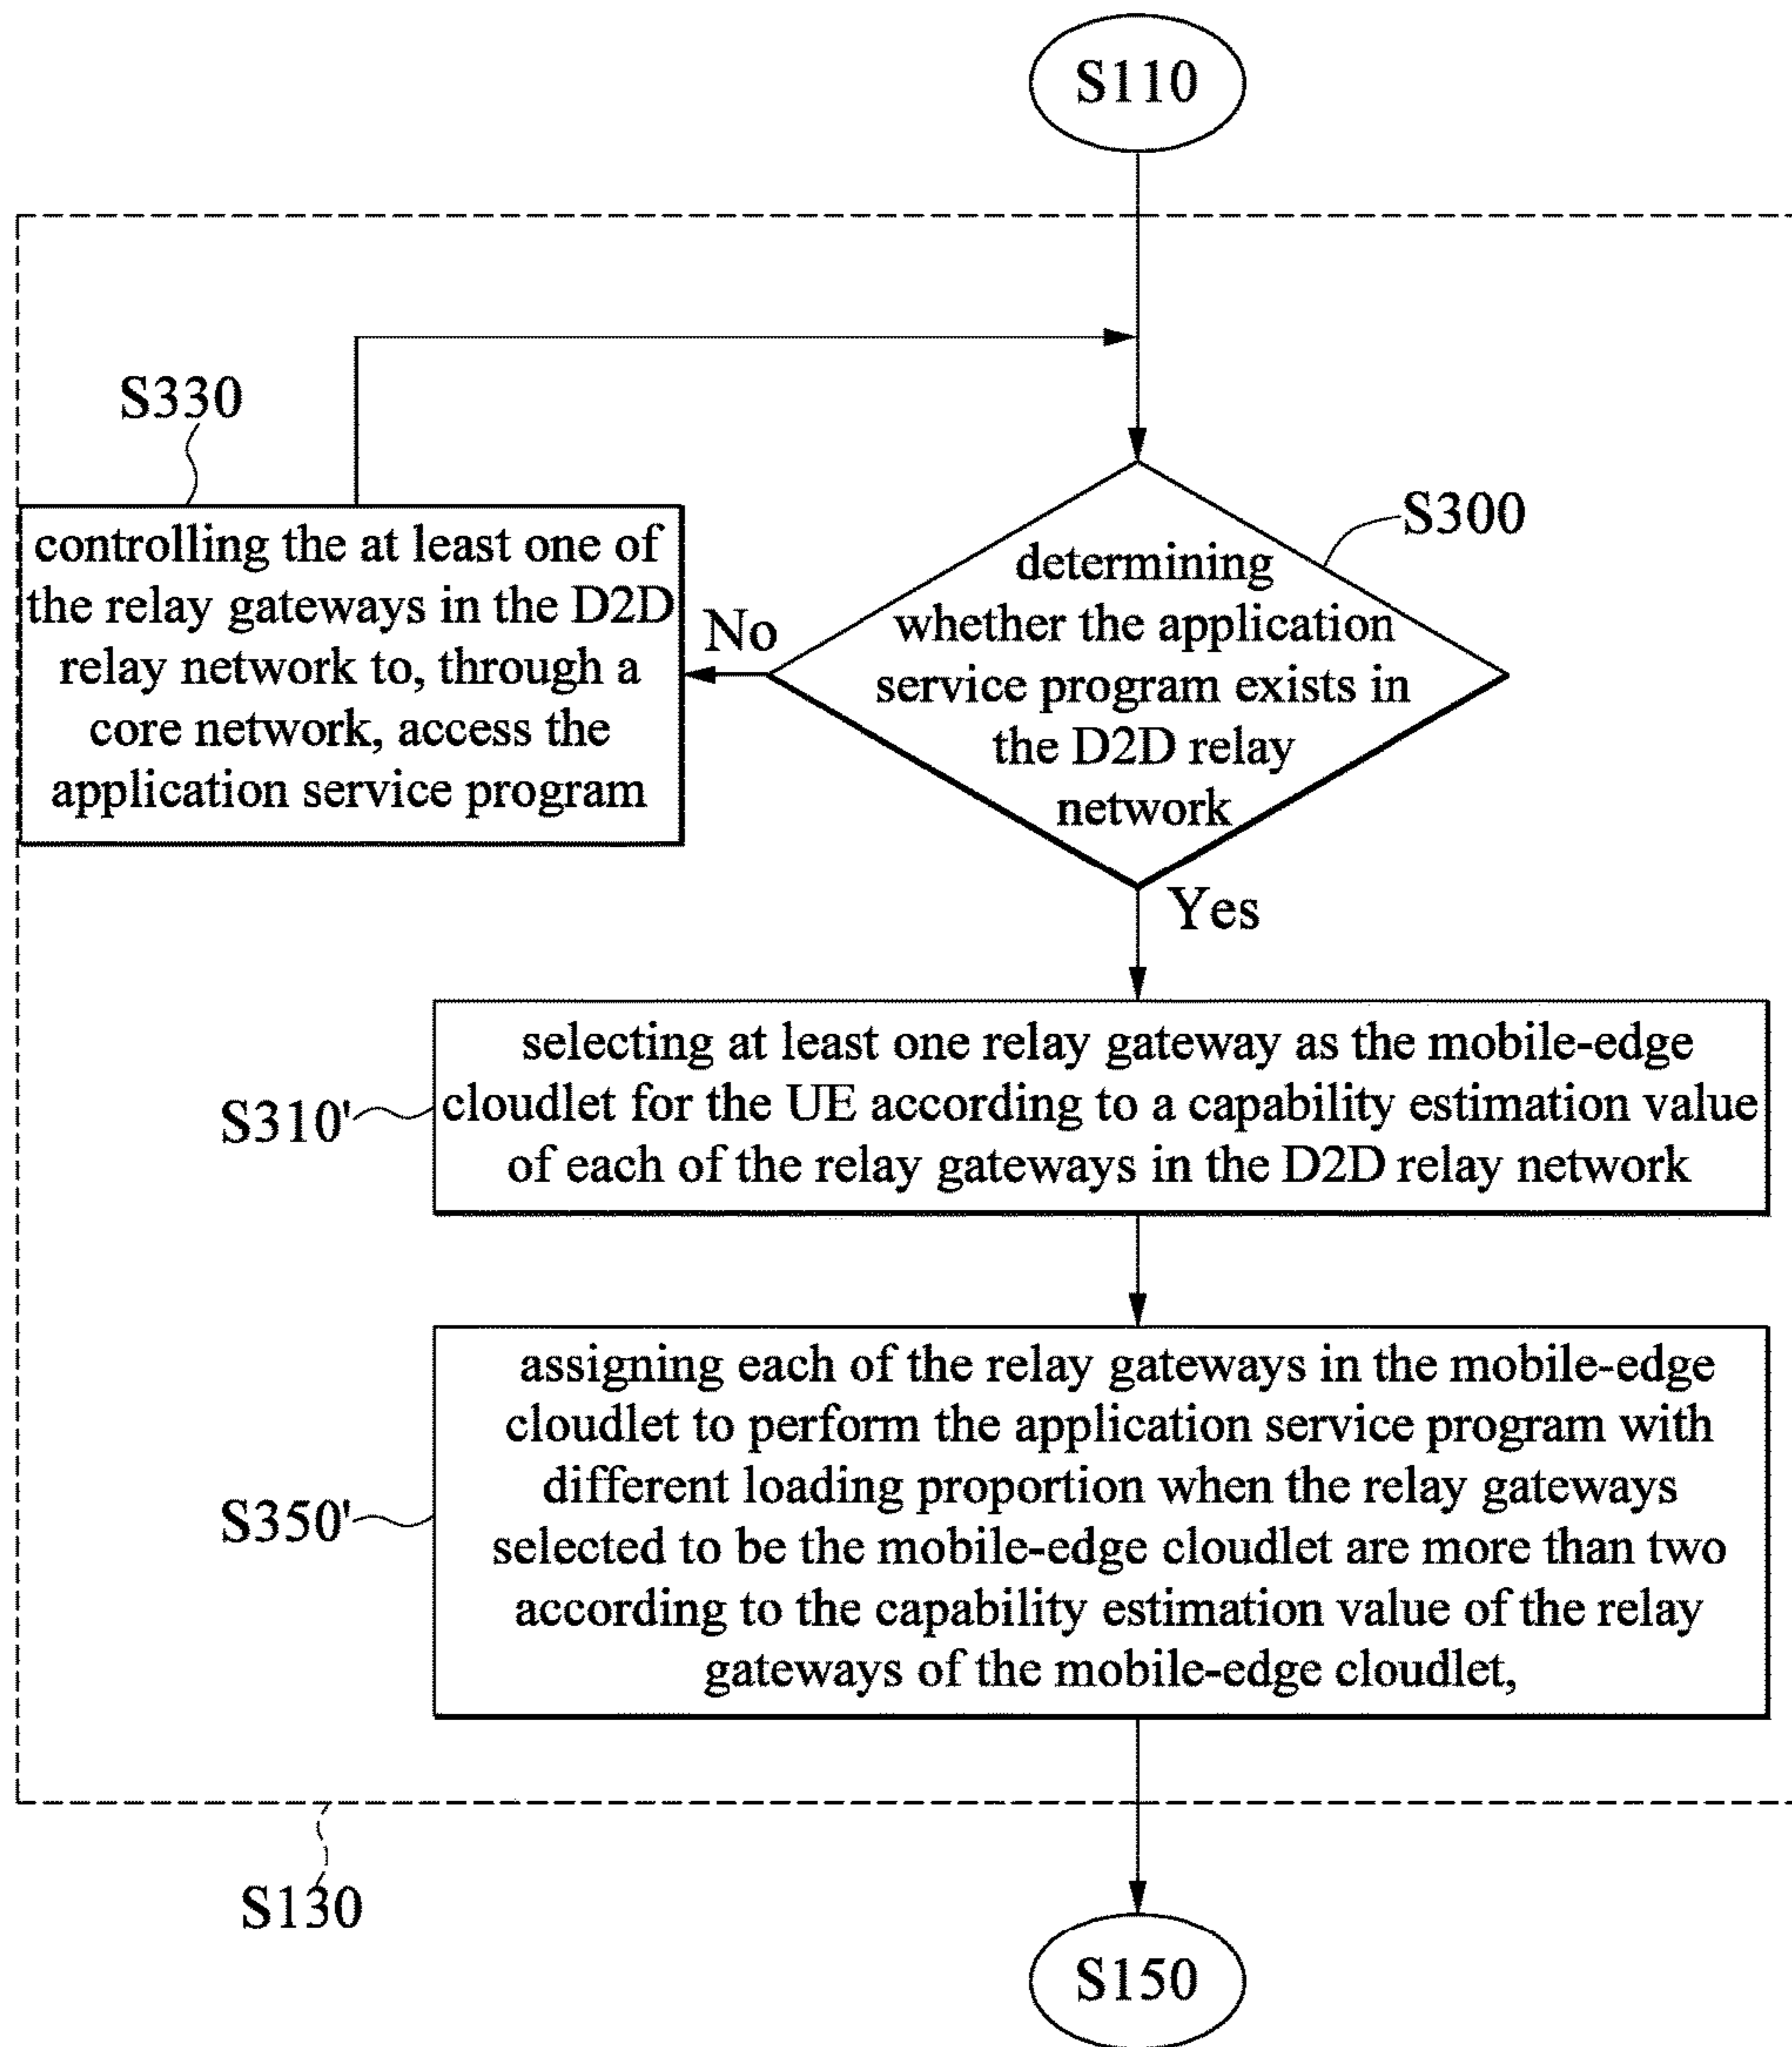 S110
S330
controlling the at least one of
the relay gateways in the D2D
relay network to, through a
core network, access the
application service program
No
S300
determining
whether the application
service program exists in
the D2D relay
network
Yes
S310'
selecting at least one relay gateway as the mobile-edge
cloudlet for the UE according to a capability estimation value
of each of the relay gateways in the D2D relay network
S350'
assigning each of the relay gateways in the mobile-edge
cloudlet to perform the application service program with
different loading proportion when the relay gateways
selected to be the mobile-edge cloudlet are more than two
according to the capability estimation value of the relay
gateways of the mobile-edge cloudlet,
S130
S150